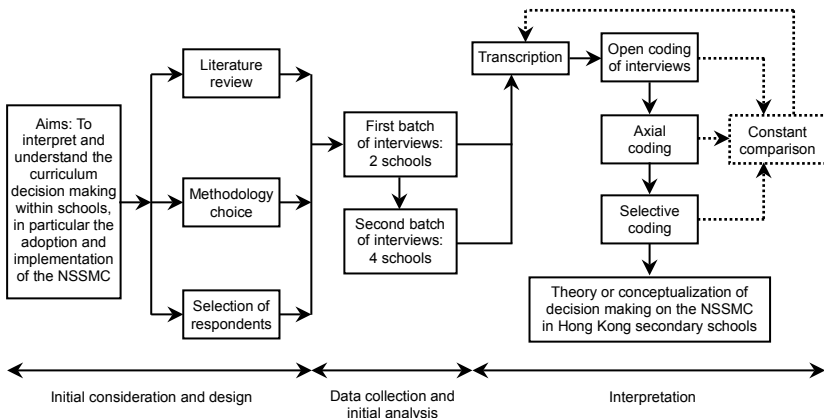 Aims: To
interpret and
understand the
curriculum
decision making
within schools,
in particular the
adoption and
implementation
of the NSSMC
Literature
review
Methodology
choice
Selection of
respondents
First batch
of interviews:
2 schools
Second batch
of interviews:
4 schools
Transcription
Open coding
of interviews
Axial
coding
Selective
coding
Constant
comparison
Theory or conceptualization of
decision making on the NSSMC
in Hong Kong secondary schools
Initial consideration and design
Data collection and
initial analysis
Interpretation